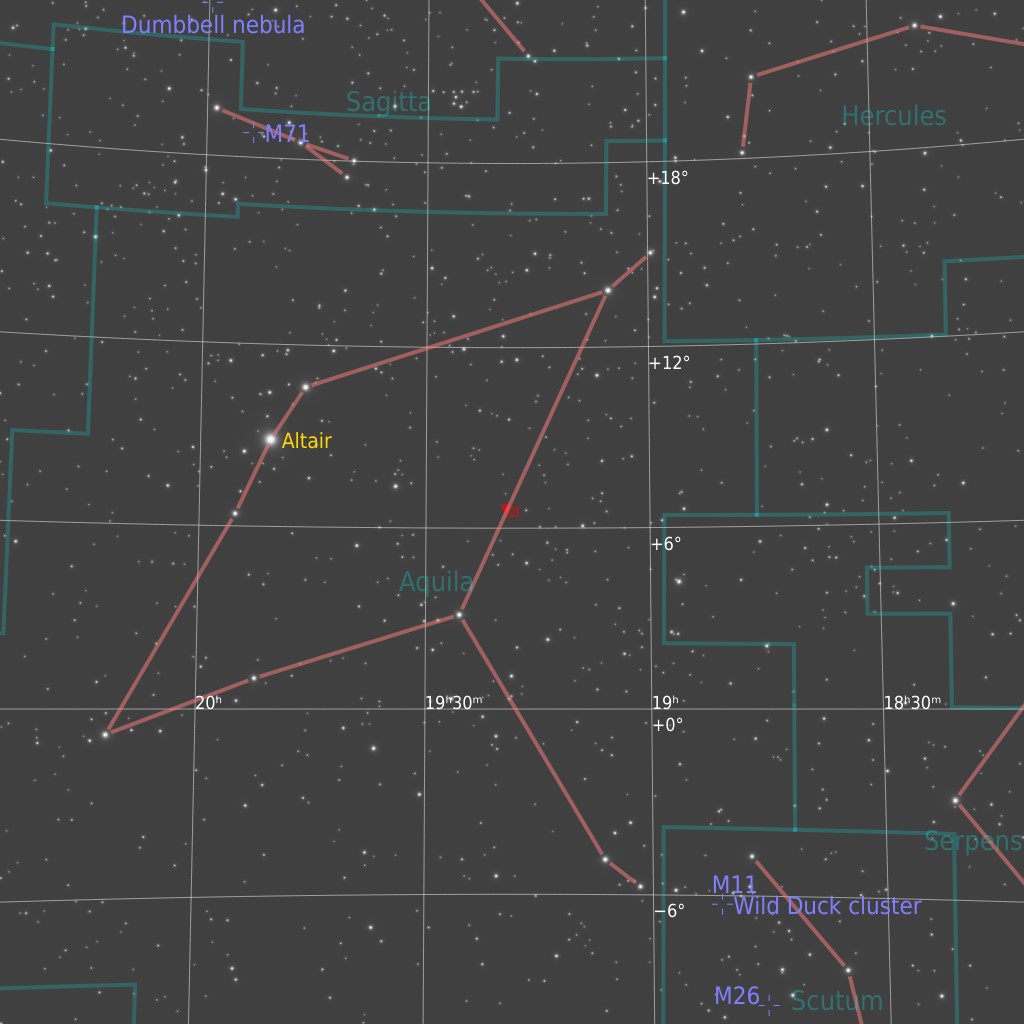 Dumbbell nebula
Sagitta
Hercules
M71
+18°
+12°
Altair
+6°
Aquila
20ʰ
19ʰ30ᵐ
19ʰ
18ʰ30ᵐ
+0°
Serpens
M11
Wild Duck cluster
−6°
M26
Scutum